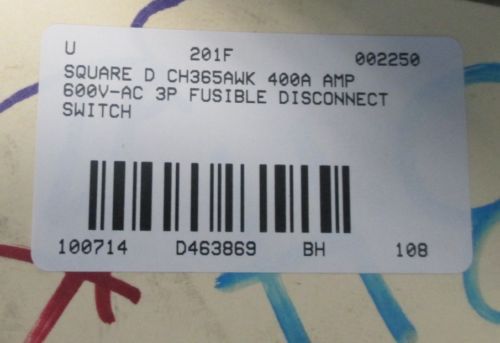 U 201F 002250
SQUARE D CH365AWK 400A AMP
600V-AC 3P FUSIBLE DISCONNECT
SWITCH
100714 D463869 BH 108